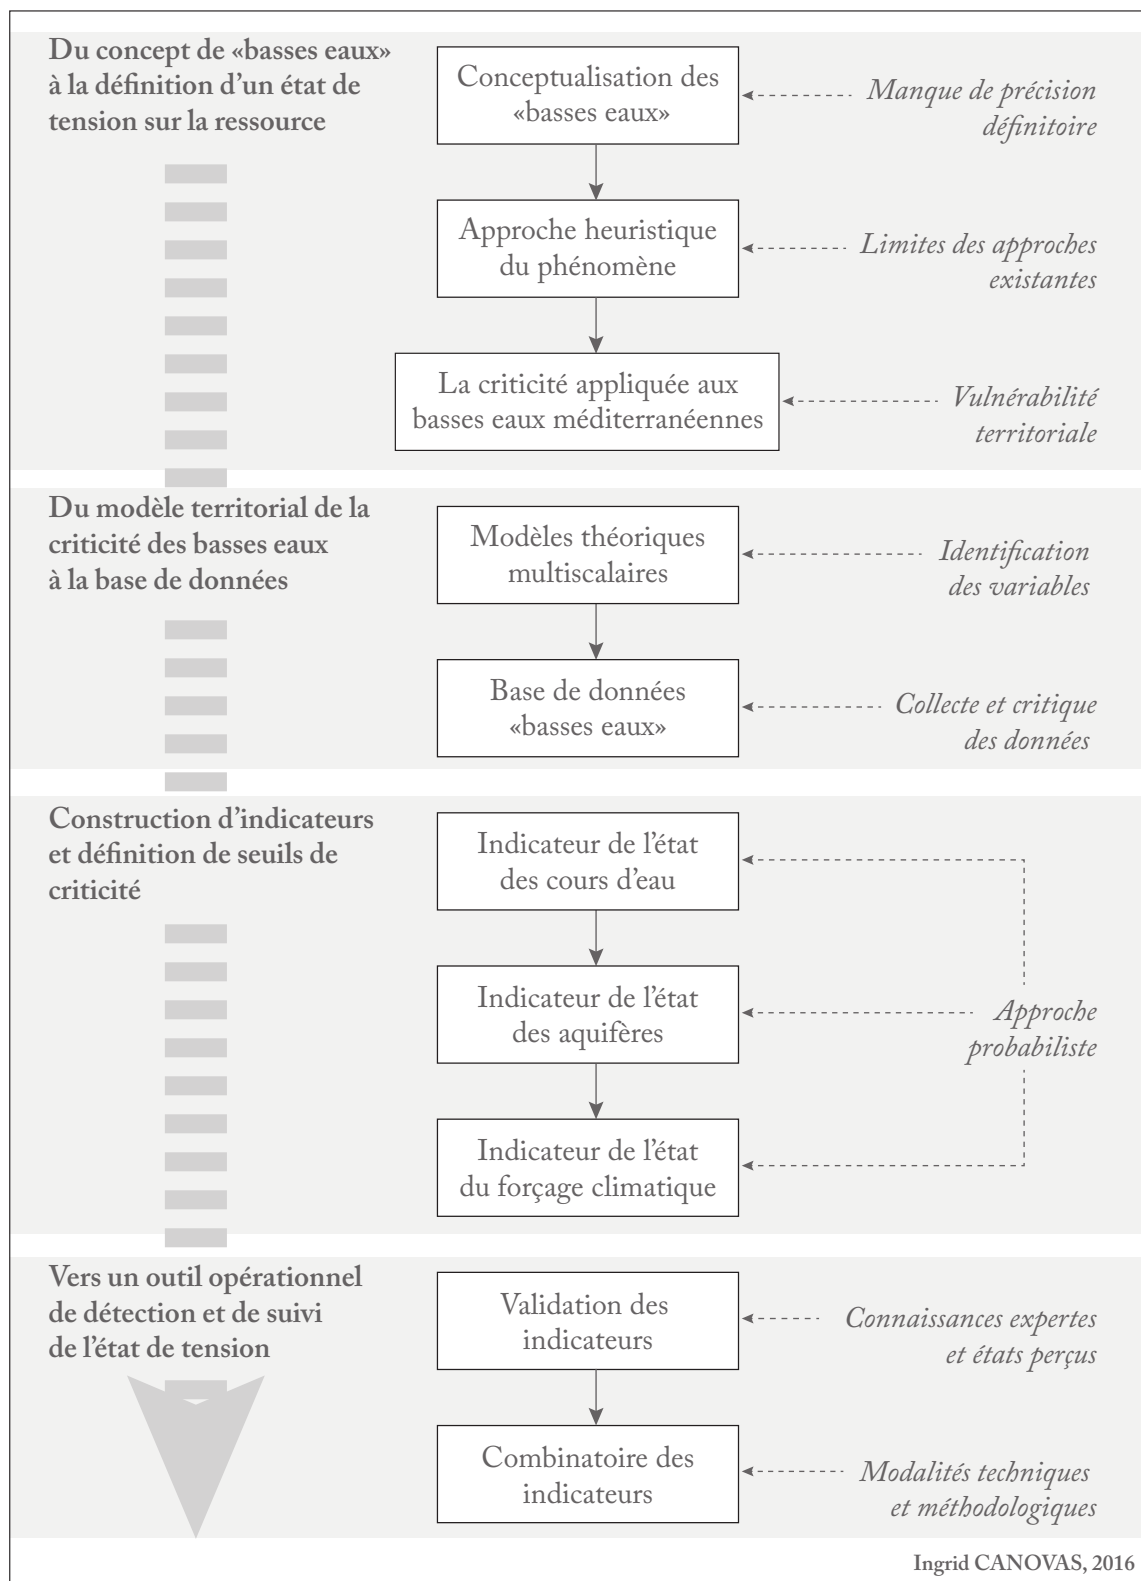 Du concept de «basses eaux»
à la définition d’un état de
tension sur la ressource
Conceptualisation des
«basses eaux»
Manque de précision
définitoire
Approche heuristique
du phénomène
Limites des approches
existantes
La criticité appliquée aux
basses eaux méditerranéennes
Vulnérabilité
territoriale
Du modèle territorial de la
criticité des basses eaux
à la base de données
Modèles théoriques
multiscalaires
Identification
des variables
Base de données
«basses eaux»
Collecte et critique
des données
Construction d’indicateurs
et définition de seuils de
criticité
Indicateur de l’état
des cours d’eau
Indicateur de l’état
des aquifères
Approche
probabiliste
Indicateur de l’état
du forçage climatique
Vers un outil opérationnel
de détection et de suivi
de l’état de tension
Validation des
indicateurs
Connaissances expertes
et états perçus
Combinatoire des
indicateurs
Modalités techniques
et méthodologiques
Ingrid CANOVAS, 2016